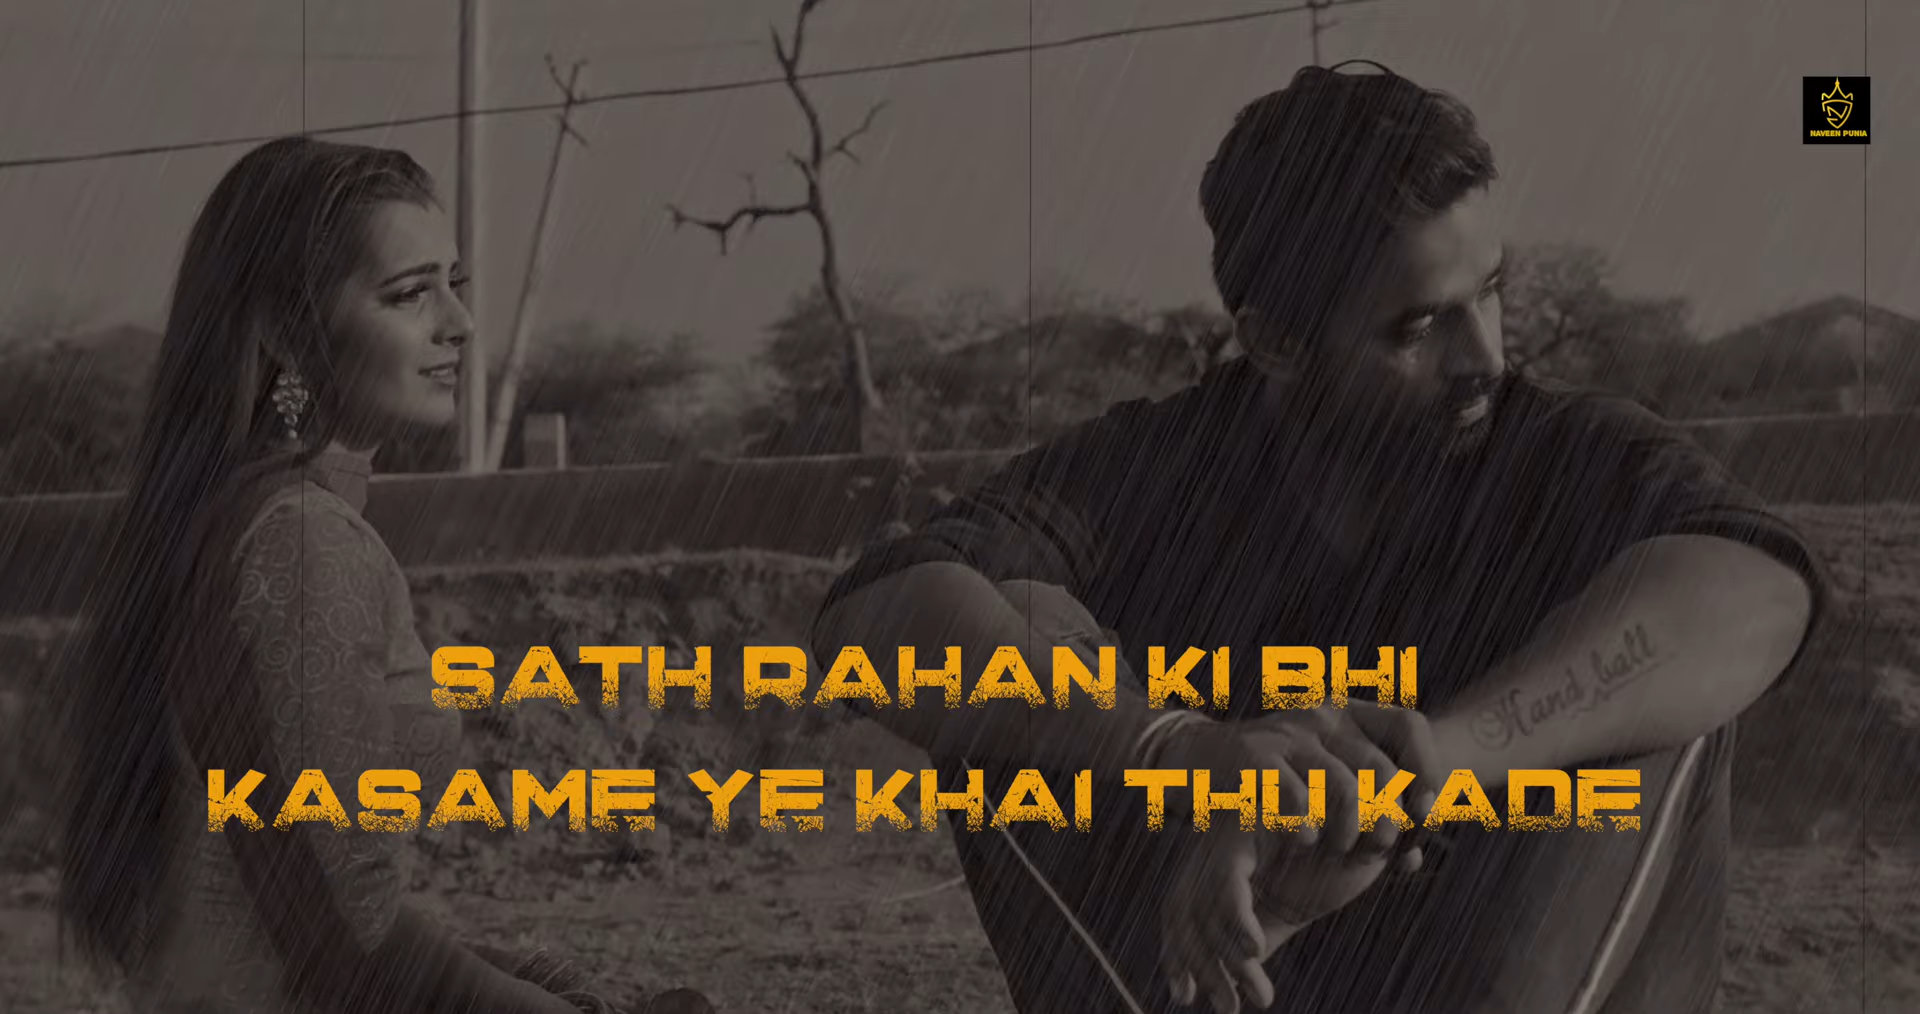 NAVEEN PUNIA
Hand ball
SATH RAHAN KI BHI
KASAME YE KHAI THU KADE